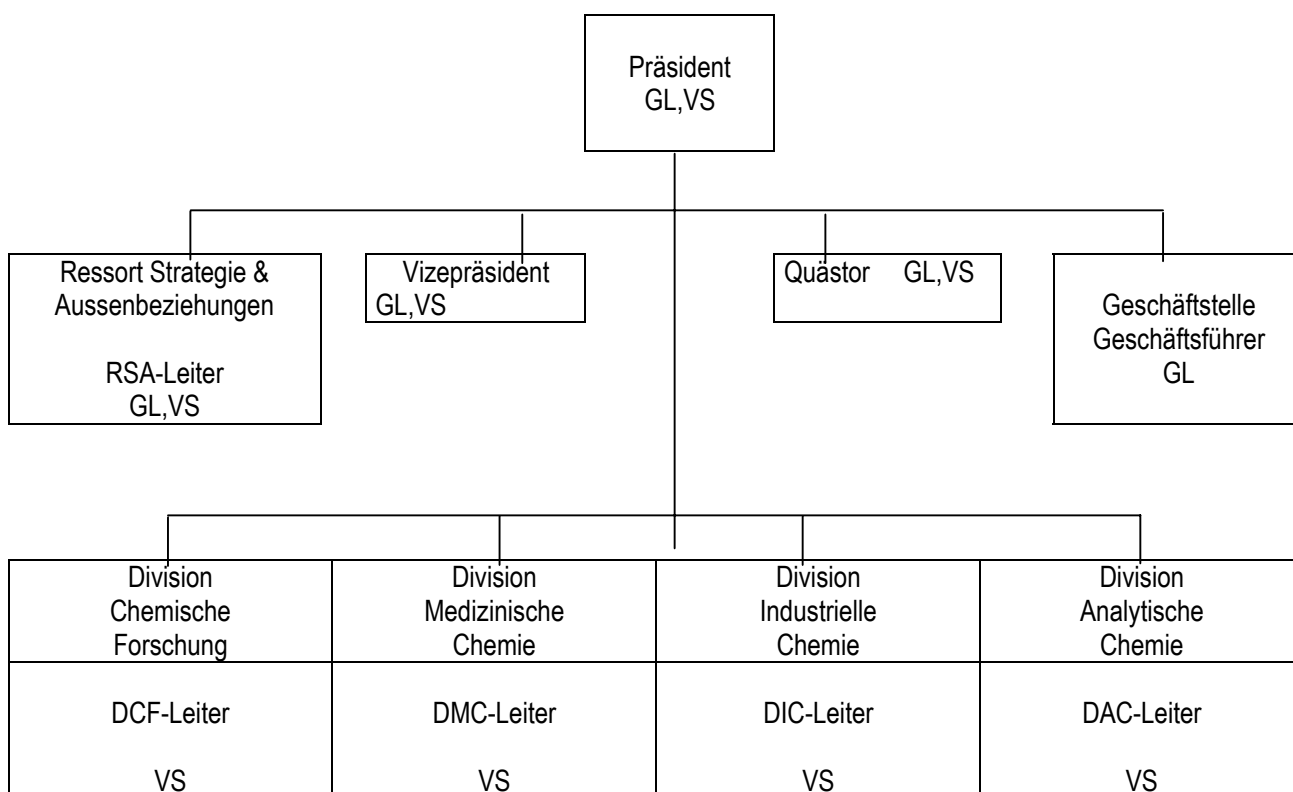 Präsident
GL,VS
Ressort Strategie &
Aussenbeziehungen
RSA-Leiter
GL,VS
Vizepräsident
GL,VS
Quästor GL,VS
Geschäftstelle
Geschäftsführer
GL
Division
Chemische
Forschung
Division
Medizinische
Chemie
Division
Industrielle
Chemie
Division
Analytische
Chemie
DCF-Leiter
VS
DMC-Leiter
VS
DIC-Leiter
VS
DAC-Leiter
VS